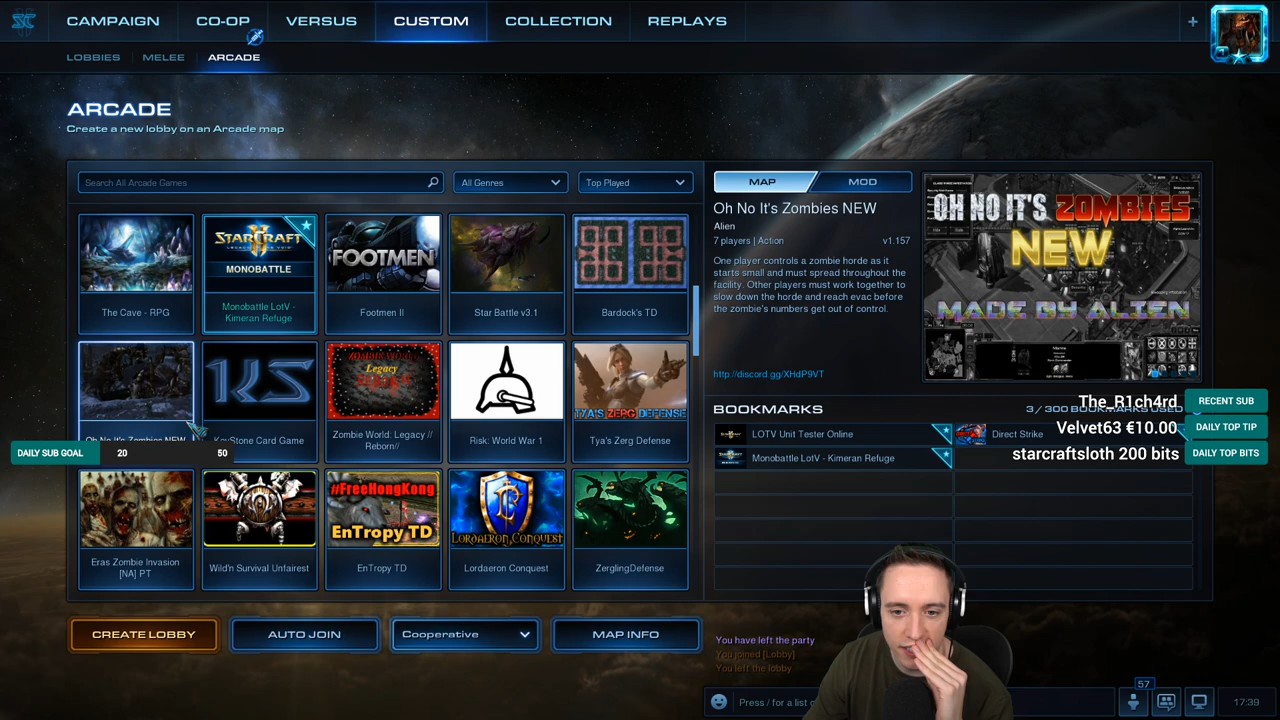 CAMPAIGN
CO-OP
VERSUS
CUSTOM
COLLECTION
REPLAYS
LOBBIES
MELEE
ARCADE
ARCADE
Create a new lobby on an Arcade map
Search All Arcade Games
All Genres
Top Played
The Cave - RPG
STARCRAFT
II
MONOBATTLE
Monobattle LotV -
Kimeran Refuge
FOOTMEN
Footmen II
Star Battle v3.1
Bardock's TD
Oh No It's Zombies NEW
KS
KeyStone Card Game
ZOMBIE WORLD
Legacy
Zombie World: Legacy //
Reborn//
Risk: World War 1
TYA'S ZERG DEFENSE
Tya's Zerg Defense
DAILY SUB GOAL
20
50
Eras Zombie Invasion
[NA] PT
Wild'n Survival Unfairest
#FreeHongKong
EnTropy TD
EnTropy TD
LORDAERON CONQUEST
Lordaeron Conquest
ZerglingDefense
CREATE LOBBY
AUTO JOIN
Cooperative
MAP INFO
MAP
MOD
Oh No It's Zombies NEW
Alien
7 players | Action
v1.157
One player controls a zombie horde as it
starts small and must spread throughout the
facility. Other players must work together to
slow down the horde and reach evac before
the zombie's numbers get out of control.
http://discord.gg/XHdP9VT
OH NO IT'S ZOMBIES
NEW
MADE BY ALIEN
BOOKMARKS
3 / 300 BOOKMARKS USED
LOTV Unit Tester Online
Direct Strike
Monobattle LotV - Kimeran Refuge
The_R1ch4rd
RECENT SUB
Velvet63 €10.00
DAILY TOP TIP
starcraftsloth 200 bits
DAILY TOP BITS
You have left the party
You joined [Lobby]
You left the lobby
Press / for a list
57
17:39